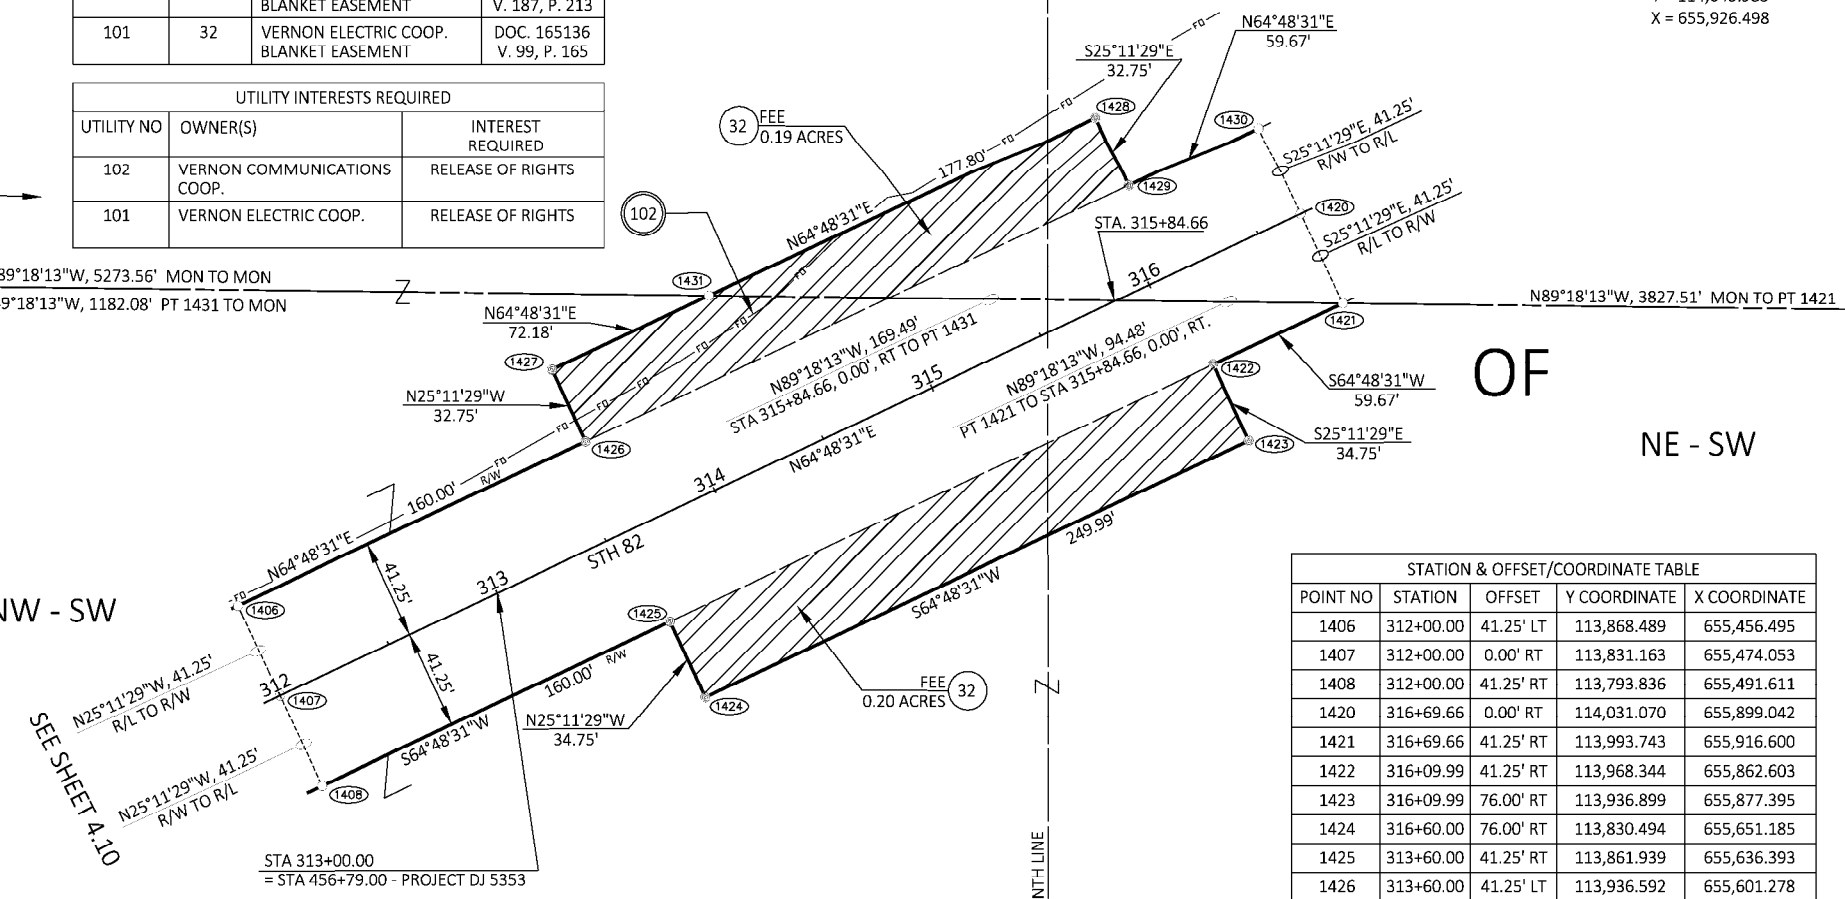 BLANKET EASEMENT V. 187, P. 213
101 32 VERNON ELECTRIC COOP. DOC. 165136
BLANKET EASEMENT V. 99, P. 165
X = 655,926.498
UTILITY INTERESTS REQUIRED
UTILITY NO OWNER(S) INTEREST
REQUIRED
102 VERNON COMMUNICATIONS RELEASE OF RIGHTS
COOP.
101 VERNON ELECTRIC COOP. RELEASE OF RIGHTS
89°18'13"W, 5273.56' MON TO MON
9°18'13"W, 1182.08' PT 1431 TO MON
N64°48'31"E
59.67'
S25°11'29"E
32.75'
32
FEE
0.19 ACRES
1428
1430
1429
177.80'
N64°48'31"E
FO
FO
FO
FO
FO
FO
FO
FO
FO
FO
FO
102
1431
N64°48'31"E
72.18'
1427
N25°11'29"W
32.75'
1426
S25°11'29"E, 41.25'
R/W TO R/L
1420
S25°11'29"E, 41.25'
R/L TO R/W
STA. 315+84.66
316
N89°18'13"W, 3827.51' MON TO PT 1421
1421
N89°18'13"W, 169.49'
STA 315+84.66, 0.00', RT TO PT 1431
N89°18'13"W, 94.48'
PT 1421 TO STA 315+84.66, 0.00', RT.
315
N64°48'31"E
314
1422
S64°48'31"W
59.67'
1423
S25°11'29"E
34.75'
OF
NE - SW
160.00'
R/W
N64°48'31"E
1406
41.25'
41.25'
313
STH 82
249.99'
S64°48'31"W
NW - SW
1425
1424
FEE
0.20 ACRES
32
N25°11'29"W
34.75'
160.00'
R/W
S64°48'31"W
312
1407
1408
N25°11'29"W, 41.25'
R/L TO R/W
N25°11'29"W, 41.25'
R/W TO R/L
SEE SHEET 4.10
STA 313+00.00
= STA 456+79.00 - PROJECT DJ 5353
NTH LINE
STATION & OFFSET/COORDINATE TABLE
POINT NO STATION OFFSET Y COORDINATE X COORDINATE
1406 312+00.00 41.25' LT 113,868.489 655,456.495
1407 312+00.00 0.00' RT 113,831.163 655,474.053
1408 312+00.00 41.25' RT 113,793.836 655,491.611
1420 316+69.66 0.00' RT 114,031.070 655,899.042
1421 316+69.66 41.25' RT 113,993.743 655,916.600
1422 316+09.99 41.25' RT 113,968.344 655,862.603
1423 316+09.99 76.00' RT 113,936.899 655,877.395
1424 316+60.00 76.00' RT 113,830.494 655,651.185
1425 313+60.00 41.25' RT 113,861.939 655,636.393
1426 313+60.00 41.25' LT 113,936.592 655,601.278